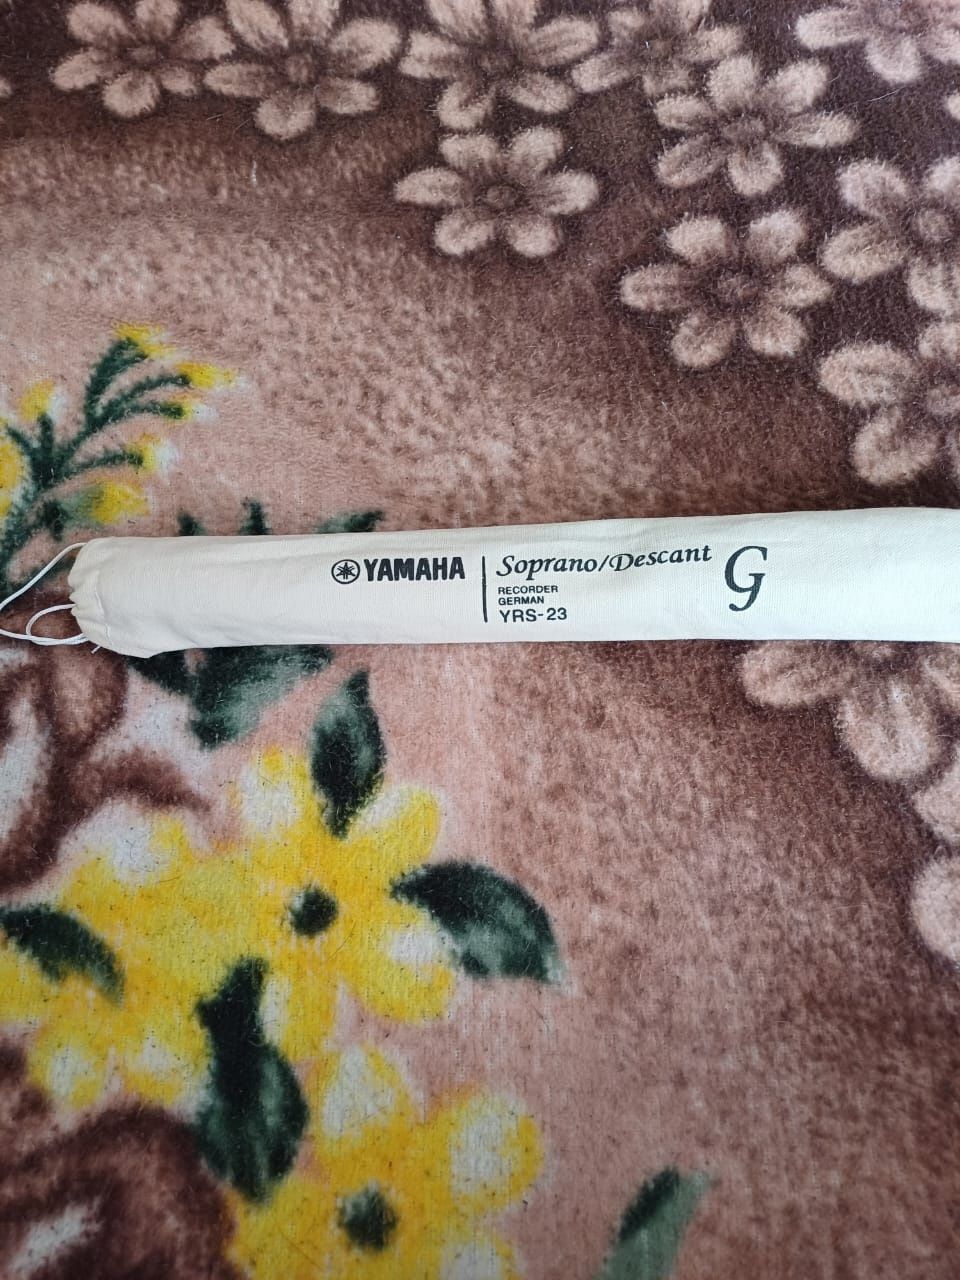 YAMAHA
Soprano/Descant G
RECORDER
GERMAN
YRS-23